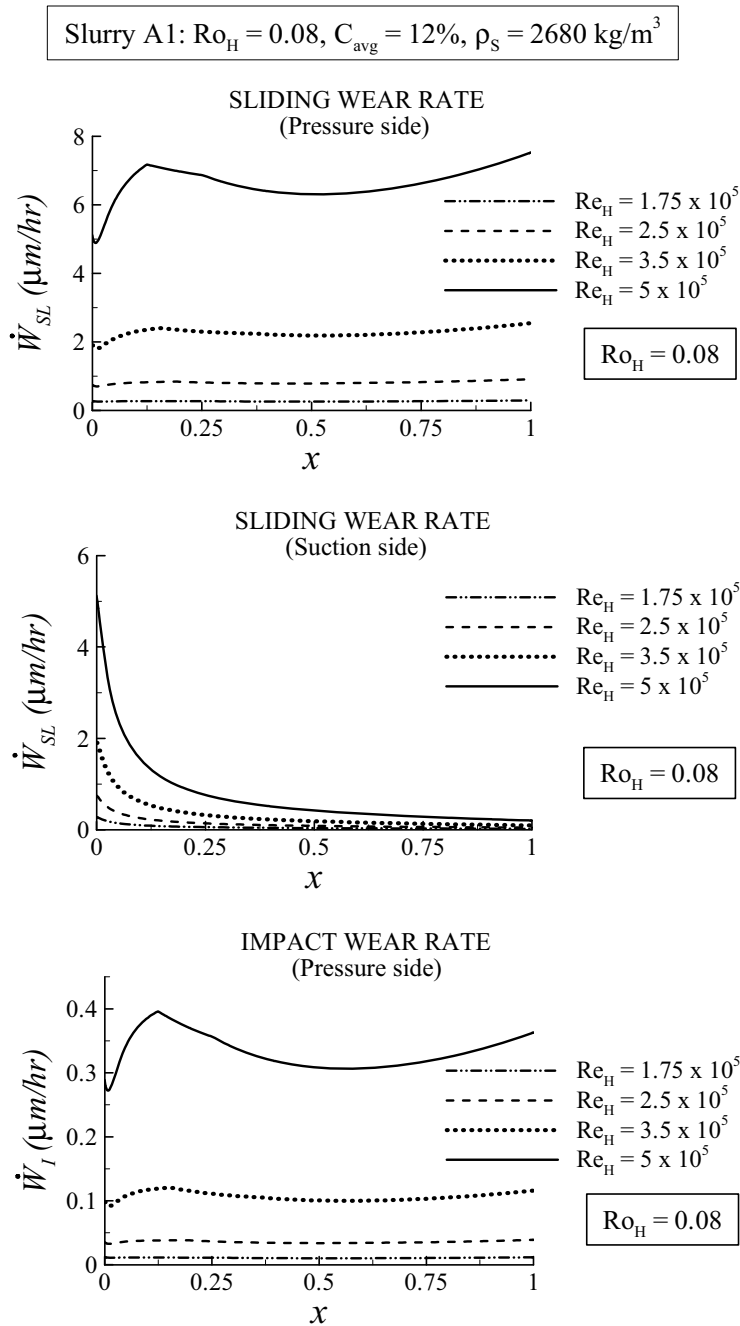 Slurry A1: Ro_H = 0.08, C_avg = 12%, ρ_S = 2680 kg/m³
SLIDING WEAR RATE
(Pressure side)
Ẇ_SL (μm/hr)
8
6
4
2
0
0 0.25 0.5 0.75 1
x
Re_H = 1.75 x 10⁵
Re_H = 2.5 x 10⁵
Re_H = 3.5 x 10⁵
Re_H = 5 x 10⁵
Ro_H = 0.08
SLIDING WEAR RATE
(Suction side)
Ẇ_SL (μm/hr)
6
4
2
0
0 0.25 0.5 0.75 1
x
Re_H = 1.75 x 10⁵
Re_H = 2.5 x 10⁵
Re_H = 3.5 x 10⁵
Re_H = 5 x 10⁵
Ro_H = 0.08
IMPACT WEAR RATE
(Pressure side)
Ẇ_I (μm/hr)
0.4
0.3
0.2
0.1
0
0 0.25 0.5 0.75 1
x
Re_H = 1.75 x 10⁵
Re_H = 2.5 x 10⁵
Re_H = 3.5 x 10⁵
Re_H = 5 x 10⁵
Ro_H = 0.08